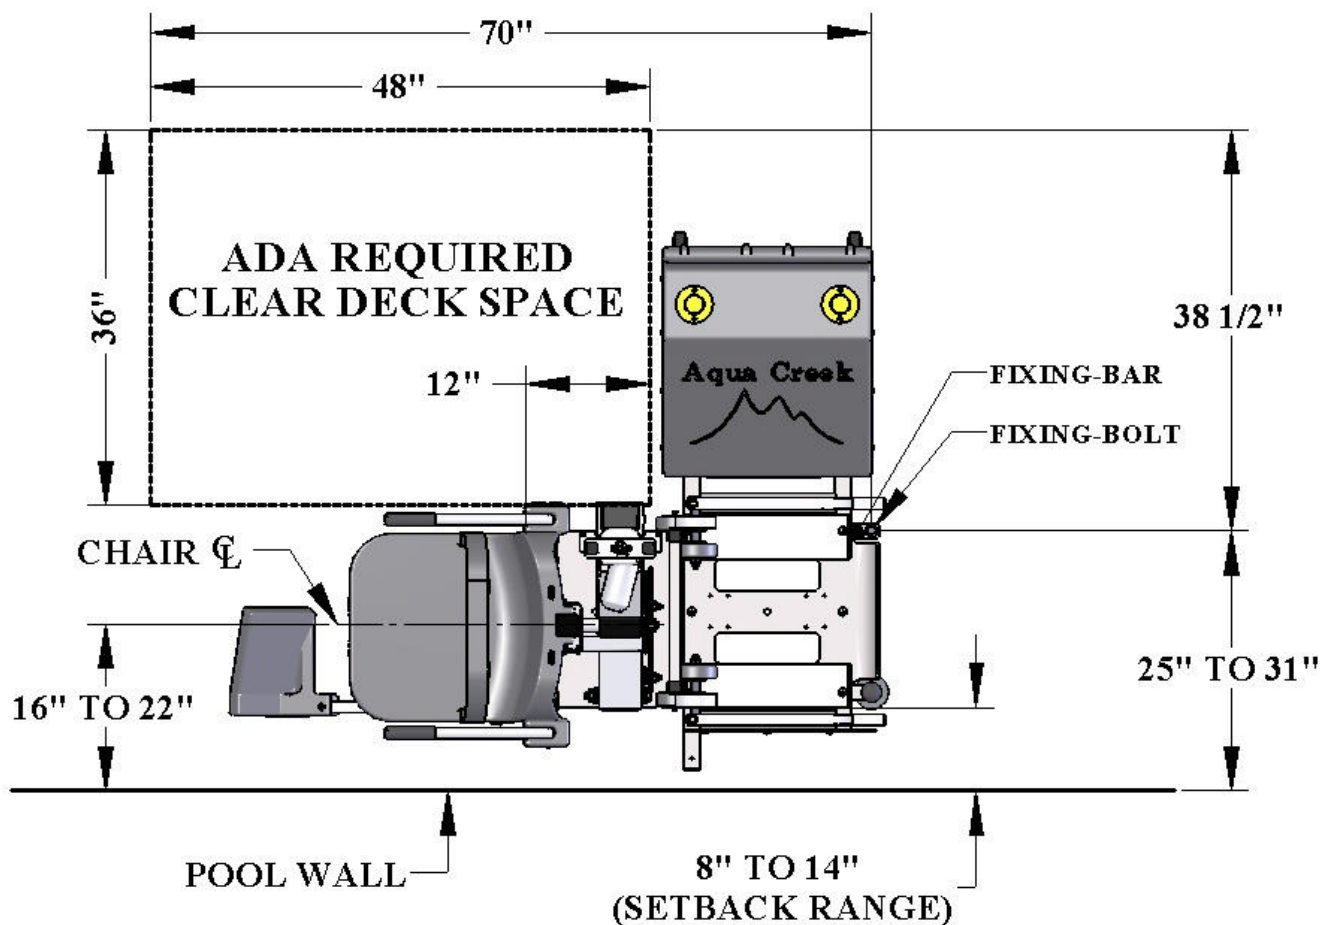 70"
48"
36"
ADA REQUIRED
CLEAR DECK SPACE
12"
Aqua Creek
38 1/2"
FIXING-BAR
FIXING-BOLT
CHAIR ℄
16" TO 22"
25" TO 31"
POOL WALL
8" TO 14"
(SETBACK RANGE)